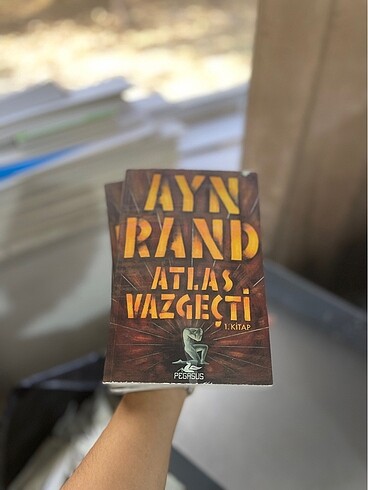 AYN
RAND
ATLAS
VAZGEÇTİ
1. KİTAP
PEGASUS